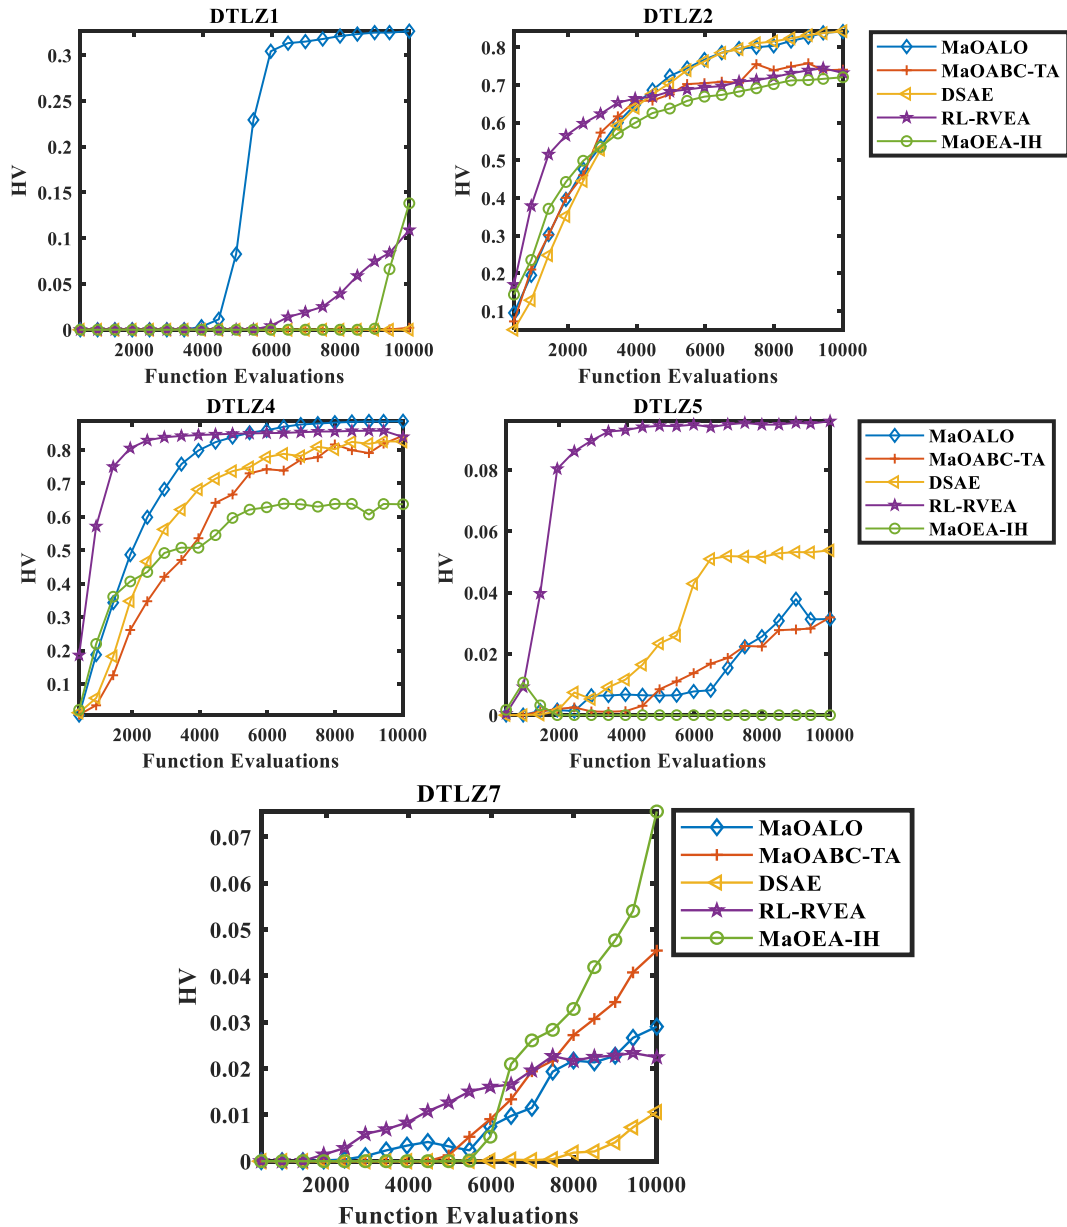 DTLZ1
HV
0.3
0.25
0.2
0.15
0.1
0.05
0
2000 4000 6000 8000 10000
Function Evaluations
DTLZ2
HV
0.8
0.7
0.6
0.5
0.4
0.3
0.2
0.1
2000 4000 6000 8000 10000
Function Evaluations
MaOALO
MaOABC-TA
DSAE
RL-RVEA
MaOEA-IH
DTLZ4
HV
0.8
0.7
0.6
0.5
0.4
0.3
0.2
0.1
2000 4000 6000 8000 10000
Function Evaluations
DTLZ5
HV
0.08
0.06
0.04
0.02
0
2000 4000 6000 8000 10000
Function Evaluations
MaOALO
MaOABC-TA
DSAE
RL-RVEA
MaOEA-IH
DTLZ7
HV
0.07
0.06
0.05
0.04
0.03
0.02
0.01
0
2000 4000 6000 8000 10000
Function Evaluations
MaOALO
MaOABC-TA
DSAE
RL-RVEA
MaOEA-IH